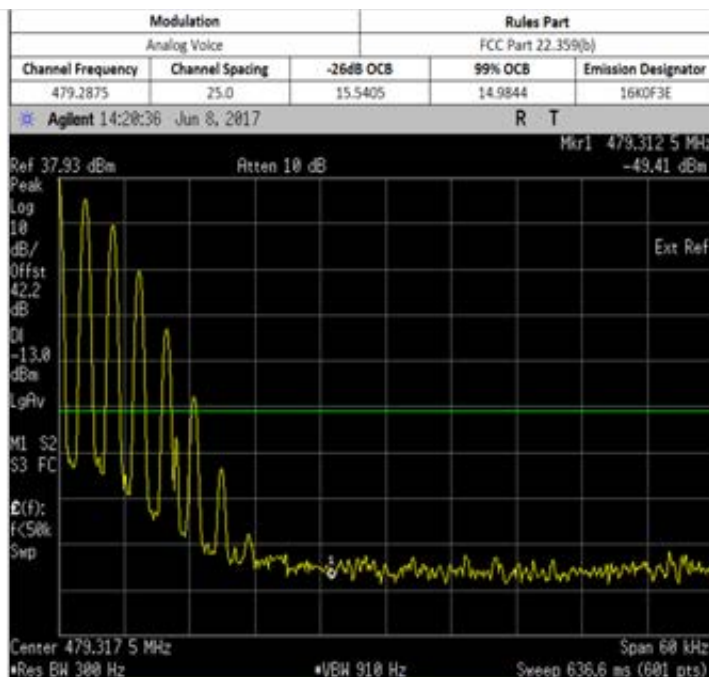 Modulation Rules Part
Analog Voice FCC Part 22.359(b)
Channel Frequency Channel Spacing -26dB OCB 99% OCB Emission Designator
479.2875 25.0 15.5405 14.9844 16K0F3E
Agilent 14:20:36 Jun 8, 2017 R T
Mkr1 479.312 5 MHz
Ref 37.93 dBm Atten 10 dB -49.41 dBm
Peak
Log
10
dB/
Ext Ref
Offst
42.2
dB
DI
-13.0
dBm
LgAv
M1 S2
S3 FC
£(f):
f<50k
Swp
1
Center 479.317 5 MHz Span 60 kHz
*Res BW 300 Hz *VBW 910 Hz Sweep 636.6 ms (601 pts)